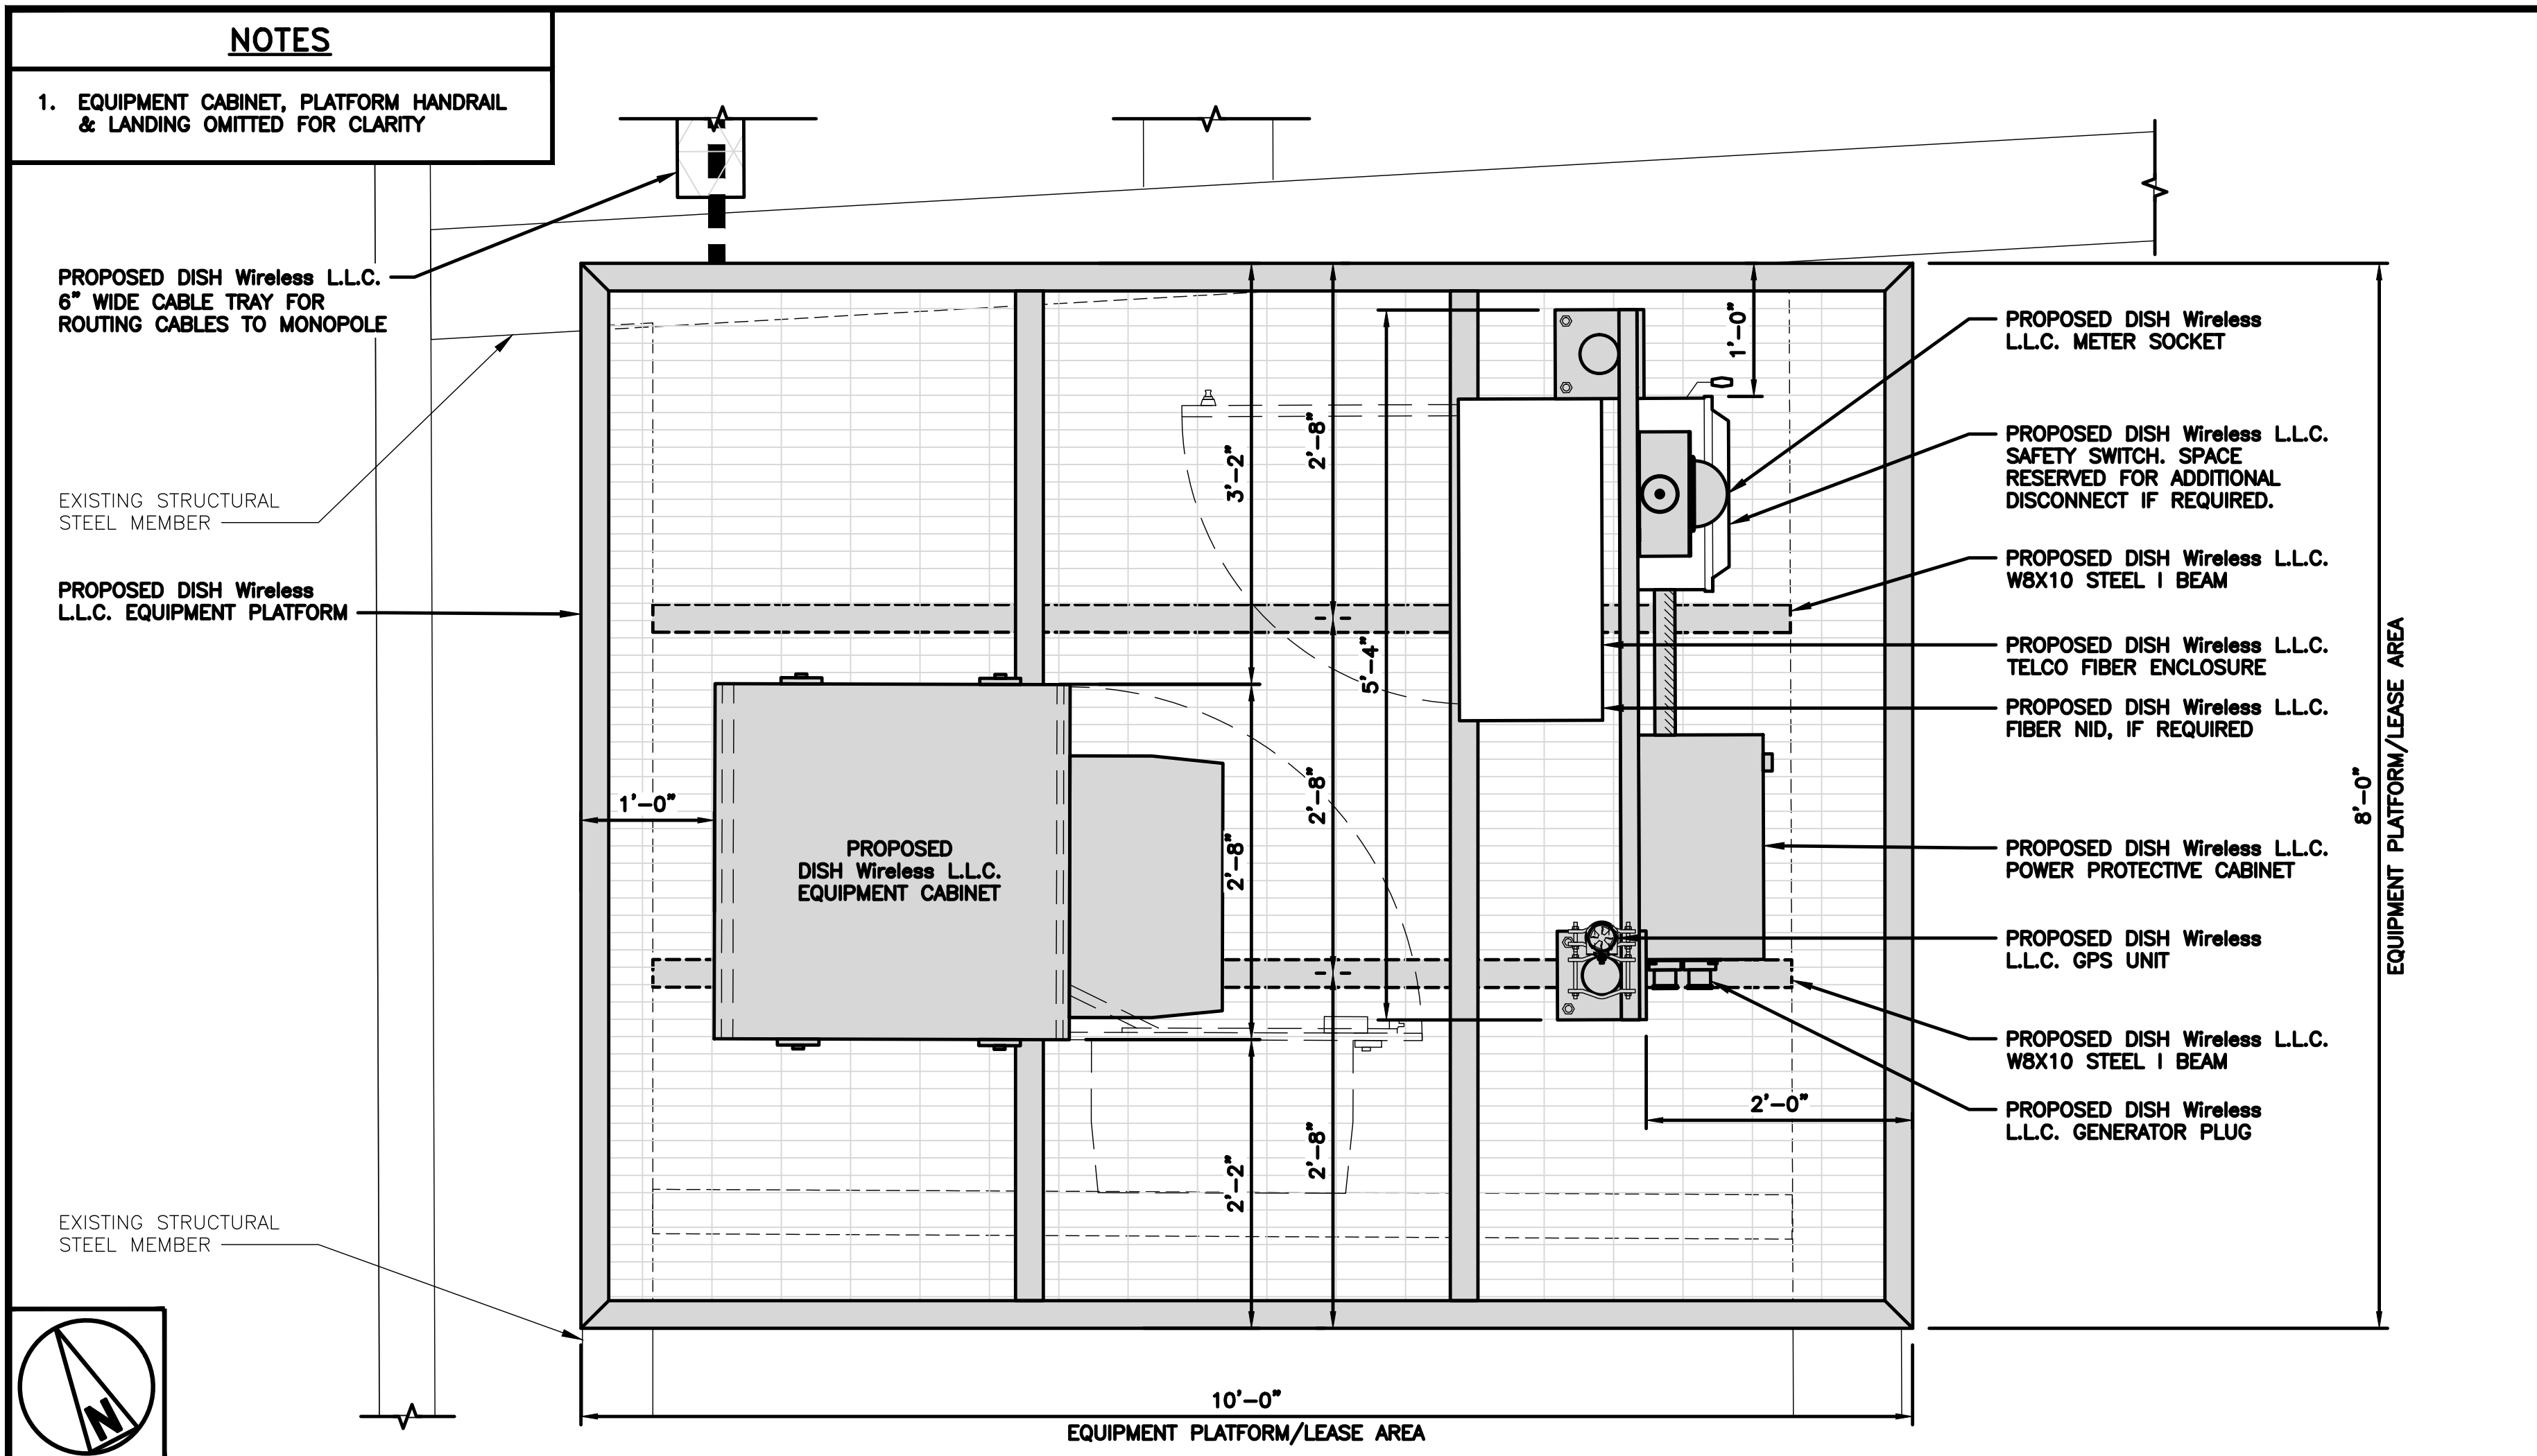 NOTES
1. EQUIPMENT CABINET, PLATFORM HANDRAIL
& LANDING OMITTED FOR CLARITY
PROPOSED DISH Wireless L.L.C.
6" WIDE CABLE TRAY FOR
ROUTING CABLES TO MONOPOLE
EXISTING STRUCTURAL
STEEL MEMBER
PROPOSED DISH Wireless
L.L.C. EQUIPMENT PLATFORM
EXISTING STRUCTURAL
STEEL MEMBER
N
1'-0"
PROPOSED
DISH Wireless L.L.C.
EQUIPMENT CABINET
3'-2"
2'-8"
2'-2"
2'-8"
2'-8"
2'-8"
5'-4"
1'-0"
2'-0"
PROPOSED DISH Wireless
L.L.C. METER SOCKET
PROPOSED DISH Wireless L.L.C.
SAFETY SWITCH. SPACE
RESERVED FOR ADDITIONAL
DISCONNECT IF REQUIRED.
PROPOSED DISH Wireless L.L.C.
W8X10 STEEL I BEAM
PROPOSED DISH Wireless L.L.C.
TELCO FIBER ENCLOSURE
PROPOSED DISH Wireless L.L.C.
FIBER NID, IF REQUIRED
PROPOSED DISH Wireless L.L.C.
POWER PROTECTIVE CABINET
PROPOSED DISH Wireless
L.L.C. GPS UNIT
PROPOSED DISH Wireless L.L.C.
W8X10 STEEL I BEAM
PROPOSED DISH Wireless
L.L.C. GENERATOR PLUG
8'-0"
EQUIPMENT PLATFORM/LEASE AREA
10'-0"
EQUIPMENT PLATFORM/LEASE AREA